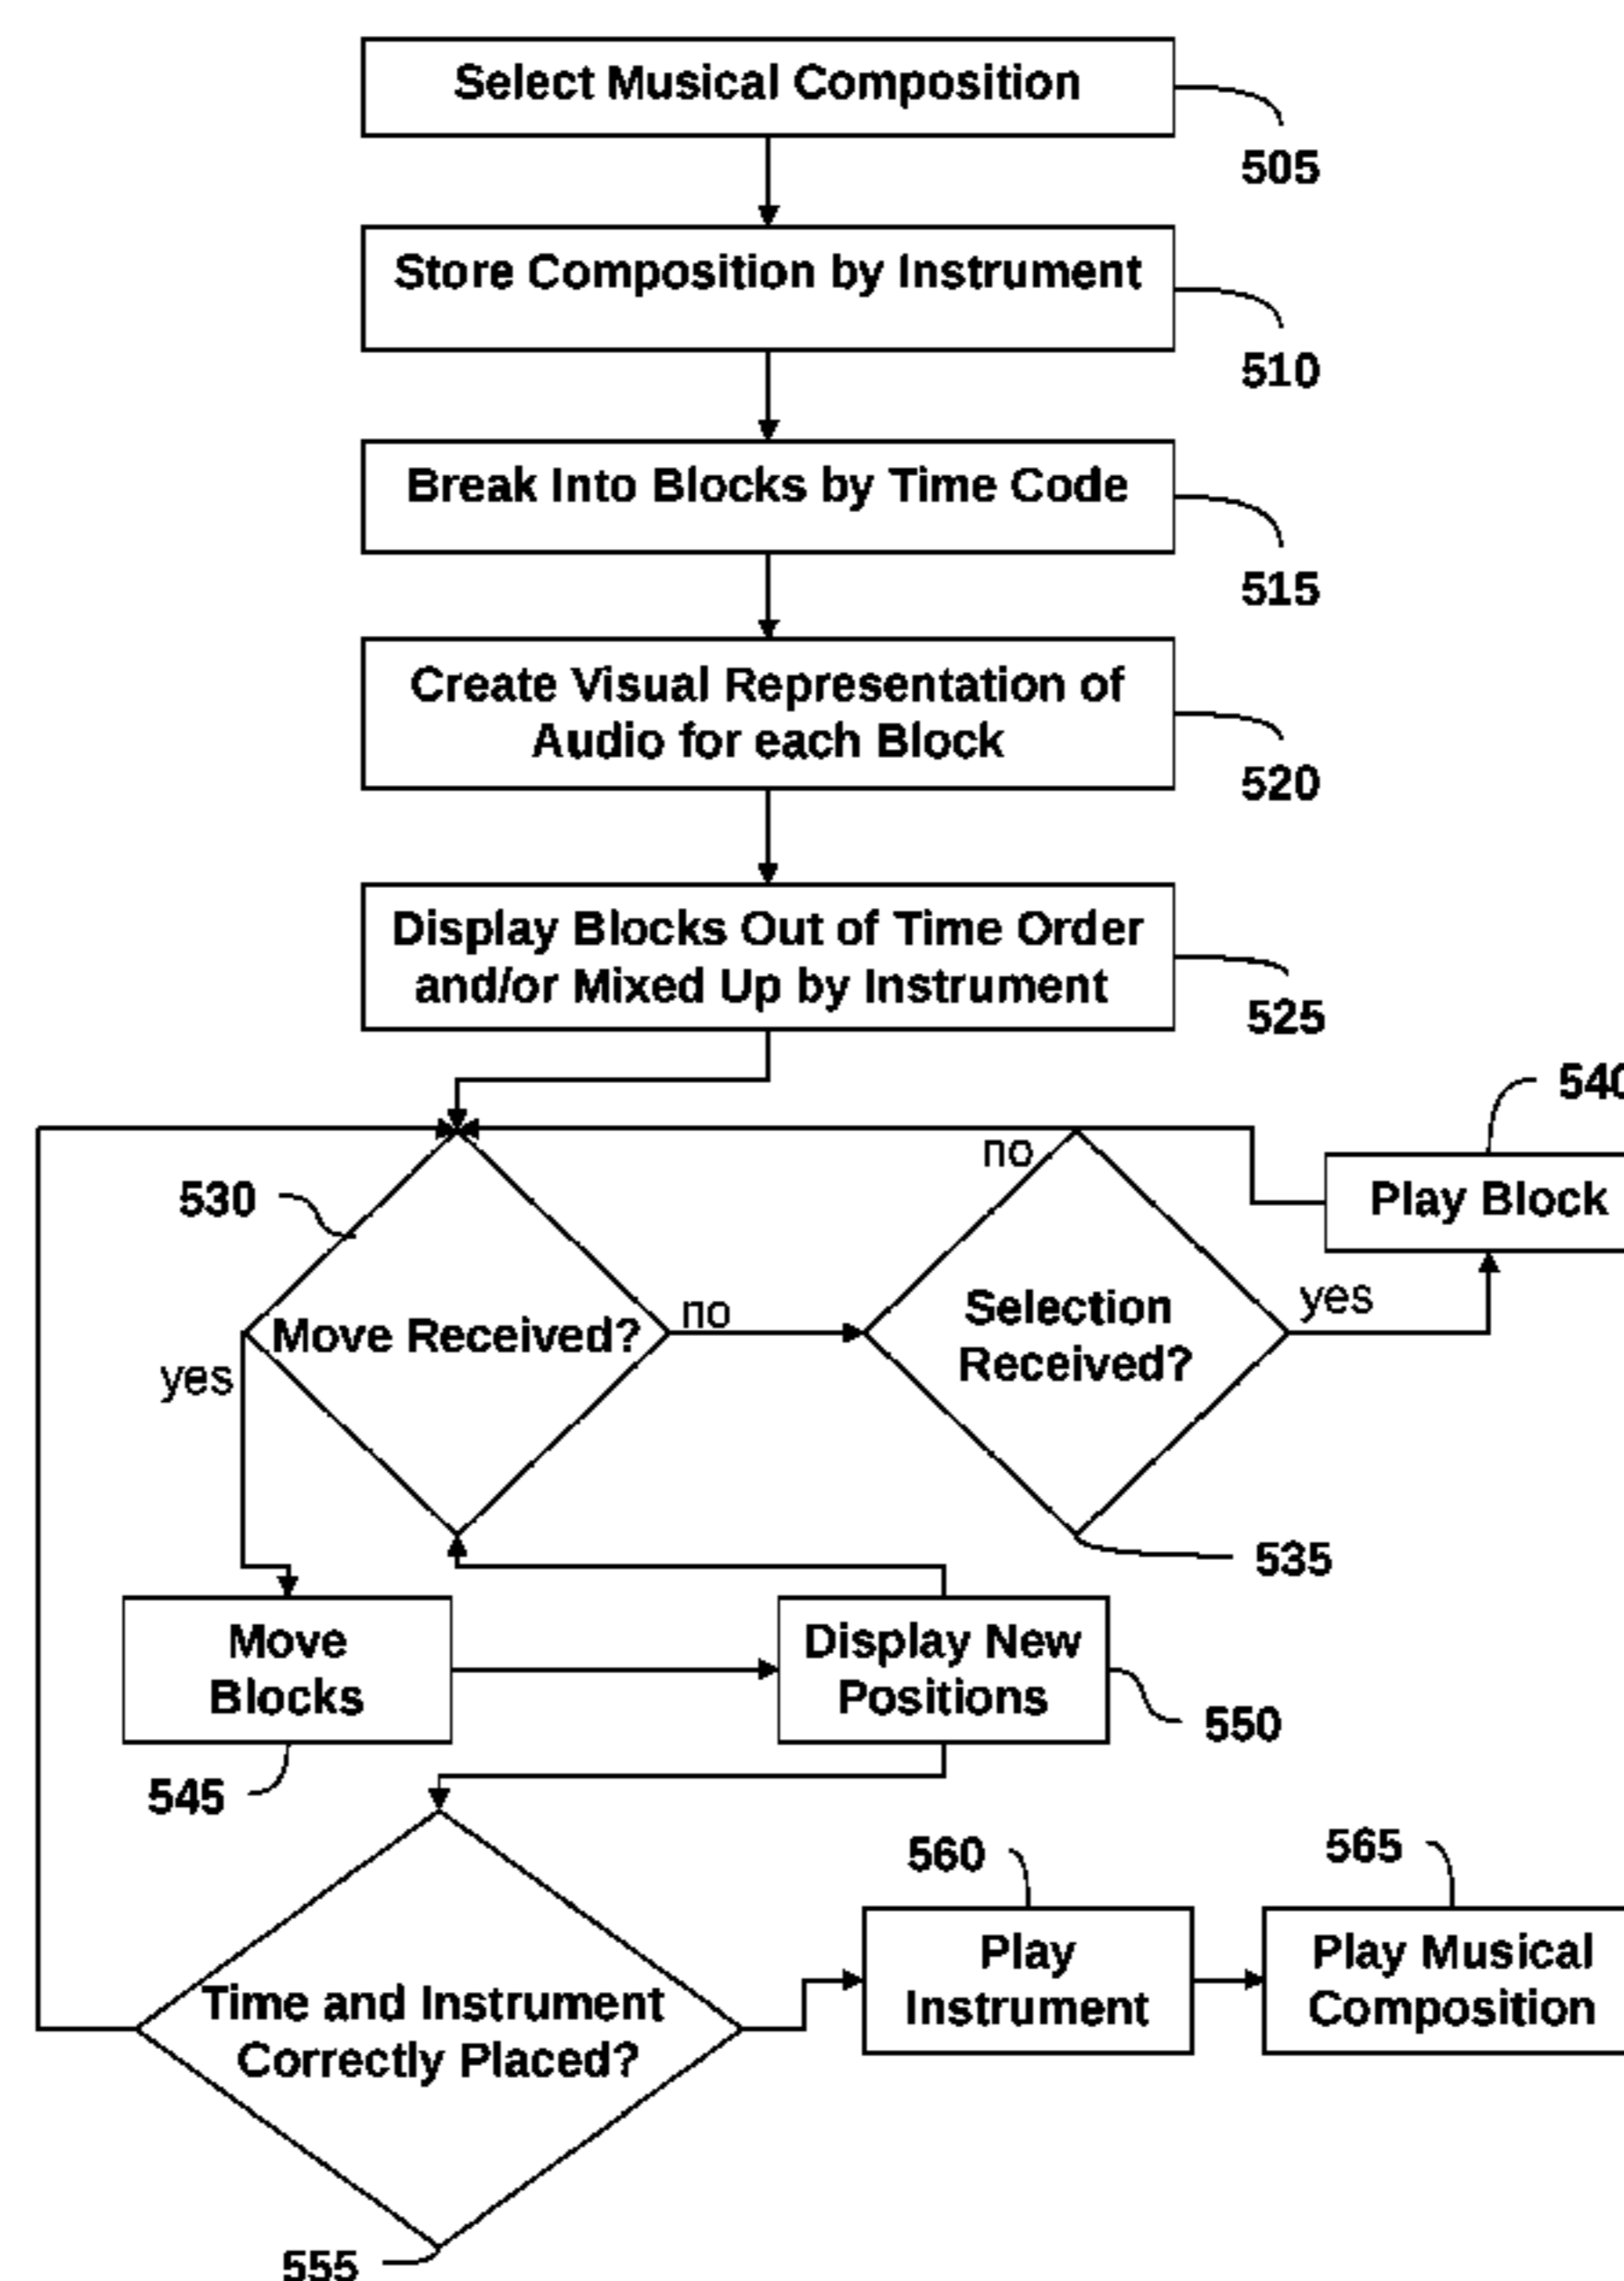 Select Musical Composition
505
Store Composition by Instrument
510
Break Into Blocks by Time Code
515
Create Visual Representation of
Audio for each Block
520
Display Blocks Out of Time Order
and/or Mixed Up by Instrument
525
540
no
Play Block
530
yes
Selection
Received?
no
Move Received?
yes
535
Move
Blocks
Display New
Positions
550
545
560
565
Play
Instrument
Play Musical
Composition
Time and Instrument
Correctly Placed?
555